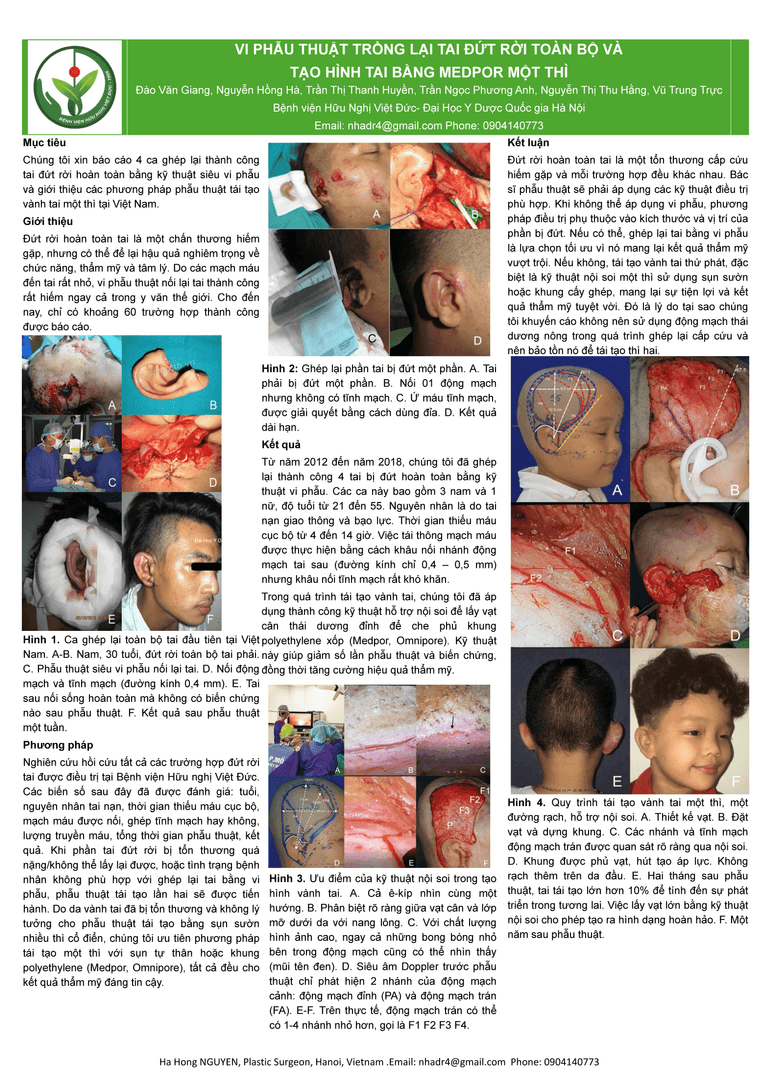 VI PHẪU THUẬT TRỒNG LẠI TAI ĐỨT RỜI TOÀN BỘ VÀ
TẠO HÌNH TAI BẰNG MEDPOR MỘT THÌ
Đào Văn Giang, Nguyễn Hồng Hà, Trần Thị Thanh Huyền, Trần Ngọc Phương Anh, Nguyễn Thị Thu Hằng, Vũ Trung Trực
Bệnh viện Hữu Nghị Việt Đức- Đại Học Y Dược Quốc gia Hà Nội
Email: nhadr4@gmail.com Phone: 0904140773
BỆNH VIỆN HỮU NGHỊ VIỆT ĐỨC
Mục tiêu
Chúng tôi xin báo cáo 4 ca ghép lại thành công
tai đứt rời hoàn toàn bằng kỹ thuật siêu vi phẫu
và giới thiệu các phương pháp phẫu thuật tái tạo
vành tai một thì tại Việt Nam.
Giới thiệu
Đứt rời hoàn toàn tai là một chấn thương hiếm
gặp, nhưng có thể để lại hậu quả nghiêm trọng về
chức năng, thẩm mỹ và tâm lý. Do các mạch máu
đến tai rất nhỏ, vi phẫu thuật nối lại tai thành công
rất hiếm ngay cả trong y văn thế giới. Cho đến
nay, chỉ có khoảng 60 trường hợp thành công
được báo cáo.
A
B
C
D
E
F
Hình 1. Ca ghép lại toàn bộ tai đầu tiên tại Việt
Nam. A-B. Nam, 30 tuổi, đứt rời toàn bộ tai phải.
C. Phẫu thuật siêu vi phẫu nối lại tai. D. Nối động
mạch và tĩnh mạch (đường kính 0,4 mm). E. Tai
sau nối sống hoàn toàn mà không có biến chứng
nào sau phẫu thuật. F. Kết quả sau phẫu thuật
một tuần.
Phương pháp
Nghiên cứu hồi cứu tất cả các trường hợp đứt rời
tai được điều trị tại Bệnh viện Hữu nghị Việt Đức.
Các biến số sau đây đã được đánh giá: tuổi,
nguyên nhân tai nạn, thời gian thiếu máu cục bộ,
mạch máu được nối, ghép tĩnh mạch hay không,
lượng truyền máu, tổng thời gian phẫu thuật, kết
quả. Khi phần tai đứt rời bị tổn thương quá
nặng/không thể lấy lại được, hoặc tình trạng bệnh
nhân không phù hợp với ghép lại tai bằng vi
phẫu, phẫu thuật tái tạo lần hai sẽ được tiến
hành. Do da vành tai đã bị tổn thương và không lý
tưởng cho phẫu thuật tái tạo bằng sụn sườn
nhiều thì cổ điển, chúng tôi ưu tiên phương pháp
tái tạo một thì với sụn tự thân hoặc khung
polyethylene (Medpor, Omnipore), tất cả đều cho
kết quả thẩm mỹ đáng tin cậy.
A
B
C
D
Hình 2: Ghép lại phần tai bị đứt một phần. A. Tai
phải bị đứt một phần. B. Nối 01 động mạch
nhưng không có tĩnh mạch. C. Ứ máu tĩnh mạch,
được giải quyết bằng cách dùng đỉa. D. Kết quả
dài hạn.
Kết quả
Từ năm 2012 đến năm 2018, chúng tôi đã ghép
lại thành công 4 tai bị đứt hoàn toàn bằng kỹ
thuật vi phẫu. Các ca này bao gồm 3 nam và 1
nữ, độ tuổi từ 21 đến 55. Nguyên nhân là do tai
nạn giao thông và bạo lực. Thời gian thiếu máu
cục bộ từ 4 đến 14 giờ. Việc tái thông mạch máu
được thực hiện bằng cách khâu nối nhánh động
mạch tai sau (đường kính chỉ 0,4 – 0,5 mm)
nhưng khâu nối tĩnh mạch rất khó khăn.
Trong quá trình tái tạo vành tai, chúng tôi đã áp
dụng thành công kỹ thuật hỗ trợ nội soi để lấy vạt
cân thái dương đỉnh để che phủ khung
polyethylene xốp (Medpor, Omnipore). Kỹ thuật
này giúp giảm số lần phẫu thuật và biến chứng,
đồng thời tăng cường hiệu quả thẩm mỹ.
A
B
C
D
E
F1
F2
F3
P
F
Hình 3. Ưu điểm của kỹ thuật nội soi trong tạo
hình vành tai. A. Cả ê-kíp nhìn cùng một
hướng. B. Phân biệt rõ ràng giữa vạt cân và lớp
mỡ dưới da với nang lông. C. Với chất lượng
hình ảnh cao, ngay cả những bong bóng nhỏ
bên trong động mạch cũng có thể nhìn thấy
(mũi tên đen). D. Siêu âm Doppler trước phẫu
thuật chỉ phát hiện 2 nhánh của động mạch
cảnh: động mạch đỉnh (PA) và động mạch trán
(FA). E-F. Trên thực tế, động mạch trán có thể
có 1-4 nhánh nhỏ hơn, gọi là F1 F2 F3 F4.
Kết luận
Đứt rời hoàn toàn tai là một tổn thương cấp cứu
hiếm gặp và mỗi trường hợp đều khác nhau. Bác
sĩ phẫu thuật sẽ phải áp dụng các kỹ thuật điều trị
phù hợp. Khi không thể áp dụng vi phẫu, phương
pháp điều trị phụ thuộc vào kích thước và vị trí của
phần bị đứt. Nếu có thể, ghép lại tai bằng vi phẫu
là lựa chọn tối ưu vì nó mang lại kết quả thẩm mỹ
vượt trội. Nếu không, tái tạo vành tai thứ phát, đặc
biệt là kỹ thuật nội soi một thì sử dụng sụn sườn
hoặc khung cấy ghép, mang lại sự tiện lợi và kết
quả thẩm mỹ tuyệt vời. Đó là lý do tại sao chúng
tôi khuyến cáo không nên sử dụng động mạch thái
dương nông trong quá trình ghép lại cấp cứu và
nên bảo tồn nó để tái tạo thì hai.
A
B
F1
F2
C
D
E
F
Hình 4. Quy trình tái tạo vành tai một thì, một
đường rạch, hỗ trợ nội soi. A. Thiết kế vạt. B. Đặt
vạt và dựng khung. C. Các nhánh và tĩnh mạch
động mạch trán được quan sát rõ ràng qua nội soi.
D. Khung được phủ vạt, hút tạo áp lực. Không
rạch thêm trên da đầu. E. Hai tháng sau phẫu
thuật, tai tái tạo lớn hơn 10% để tính đến sự phát
triển trong tương lai. Việc lấy vạt lớn bằng kỹ thuật
nội soi cho phép tạo ra hình dạng hoàn hảo. F. Một
năm sau phẫu thuật.
Ha Hong NGUYEN, Plastic Surgeon, Hanoi, Vietnam .Email: nhadr4@gmail.com Phone: 0904140773